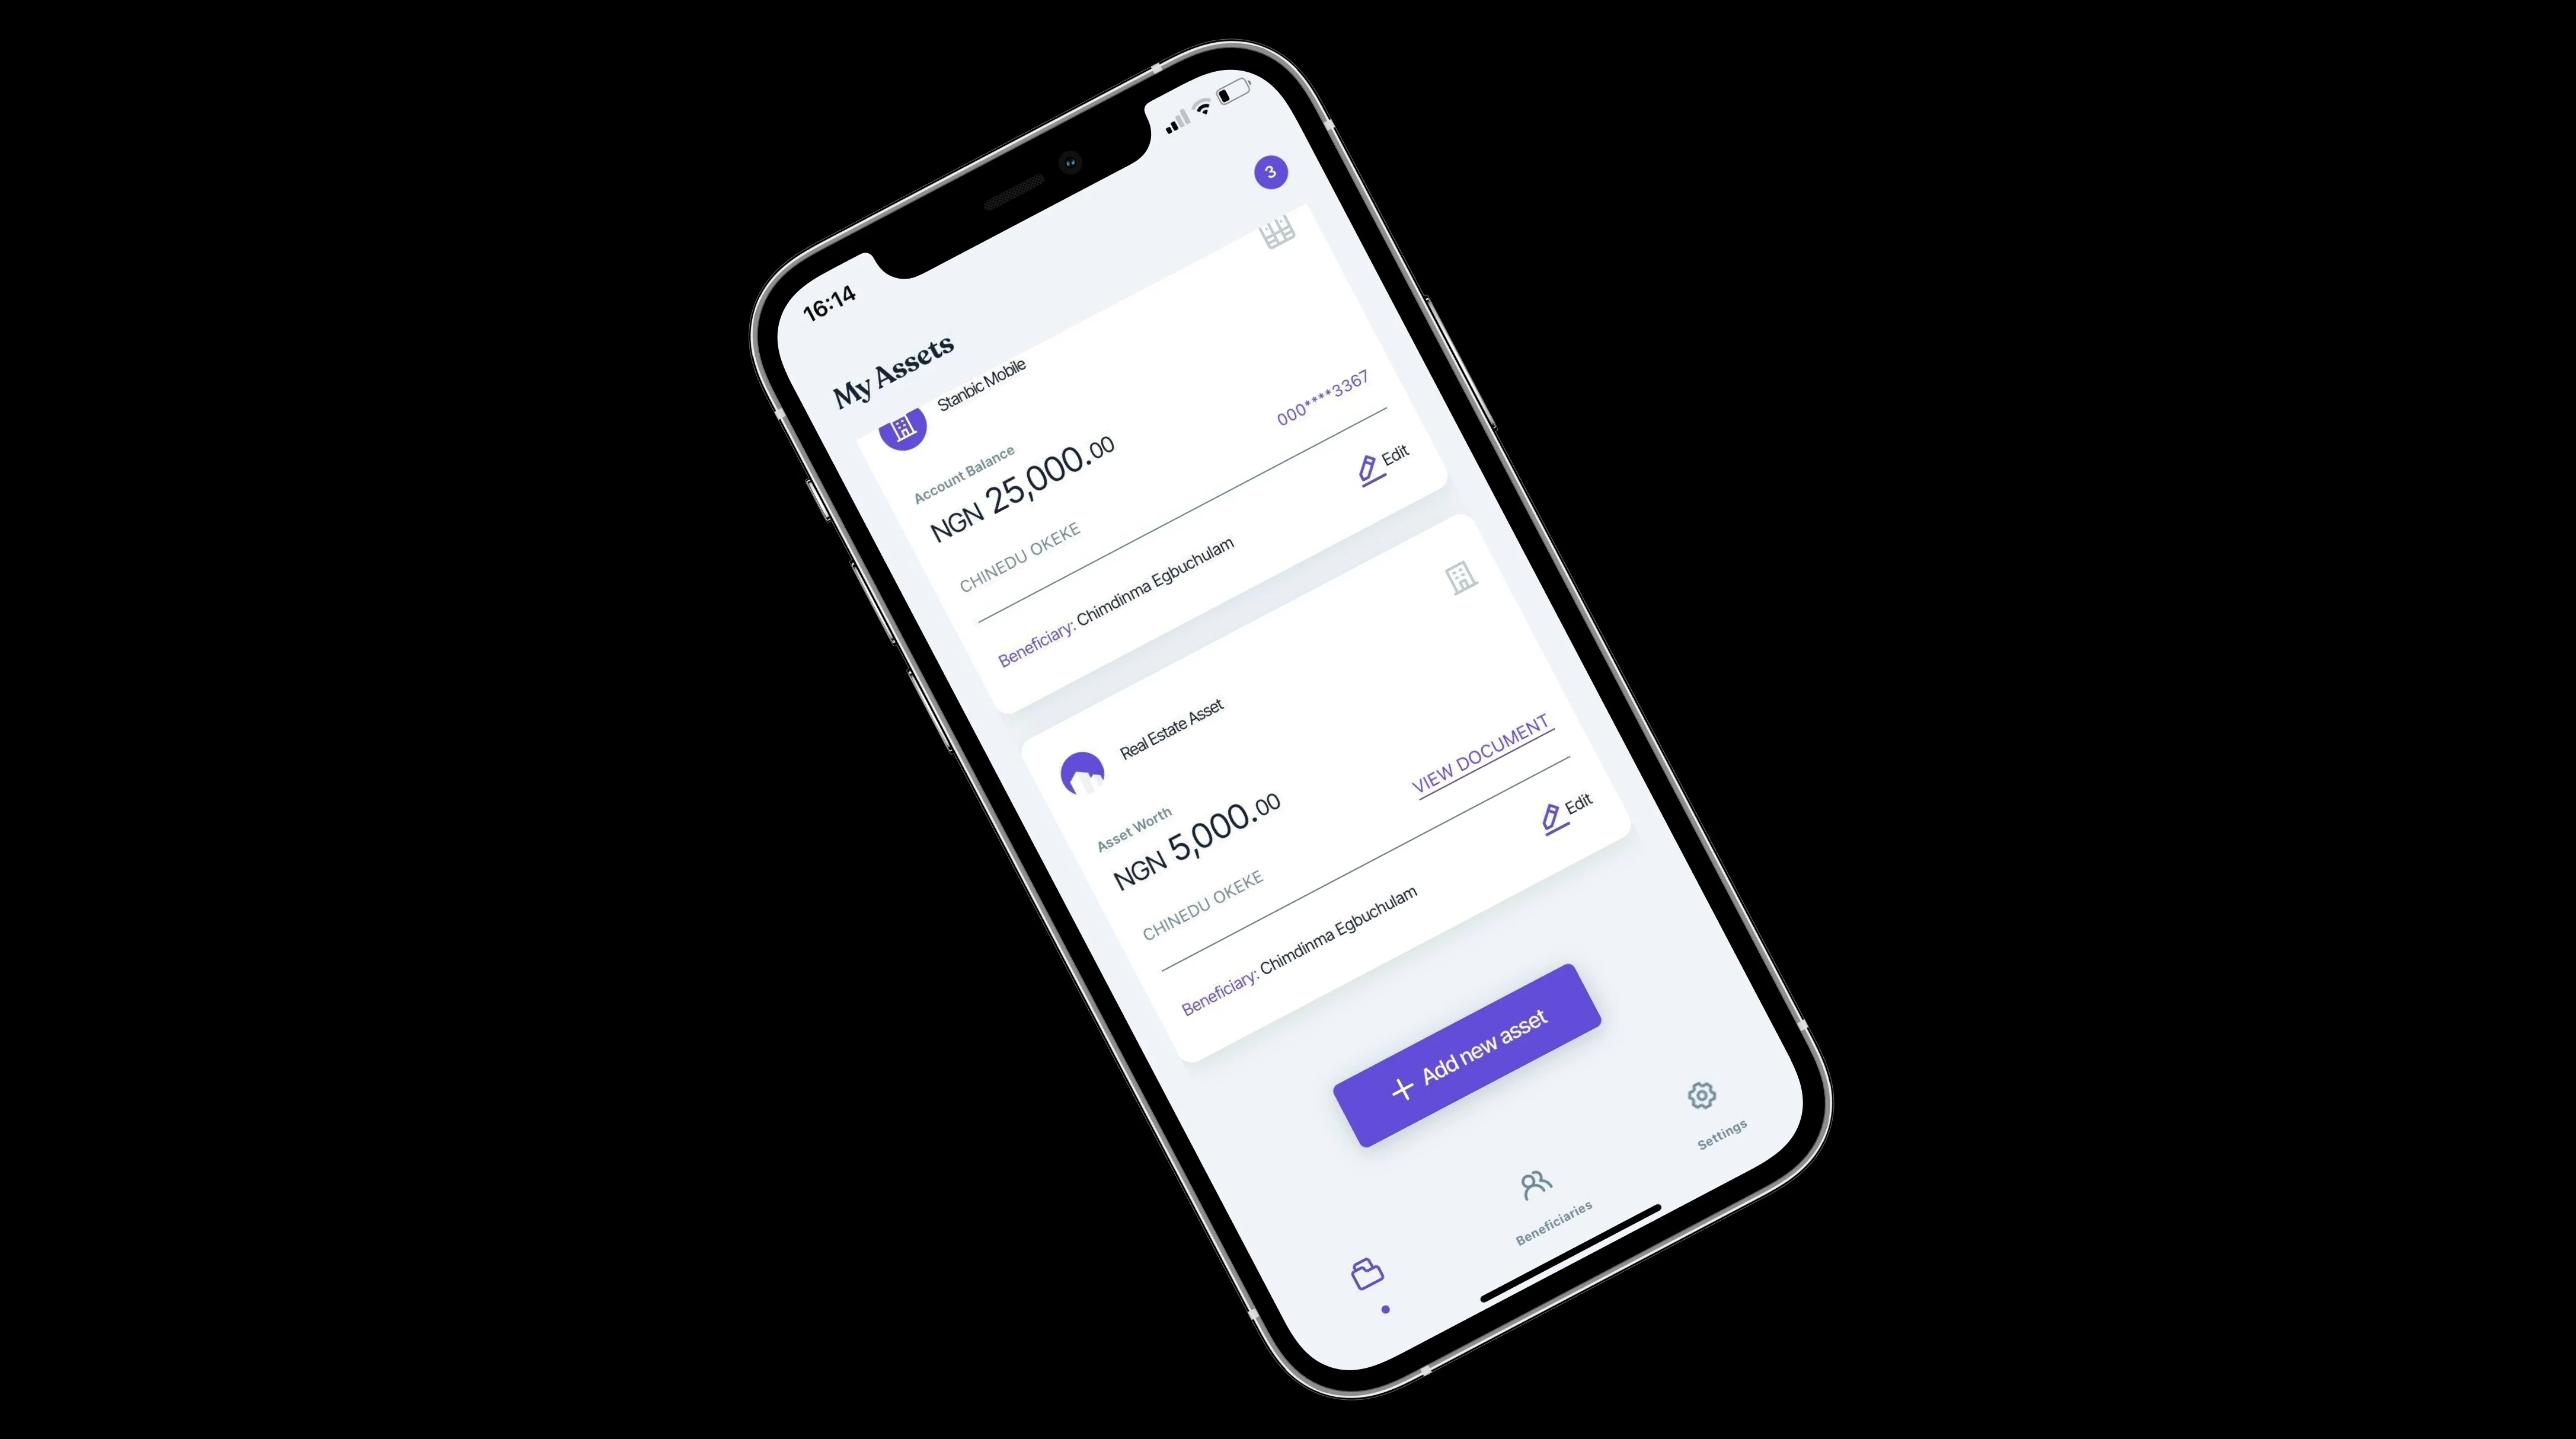 16:14
My Assets
3
Stanbic Mobile
Account Balance
NGN 25,000.00
000****3367
CHINEDU OKEKE
Beneficiary: Chimdinma Egbuchulam
Edit
Real Estate Asset
Asset Worth
NGN 5,000.00
VIEW DOCUMENT
CHINEDU OKEKE
Beneficiary: Chimdinma Egbuchulam
Edit
+ Add new asset
Beneficiaries
Settings